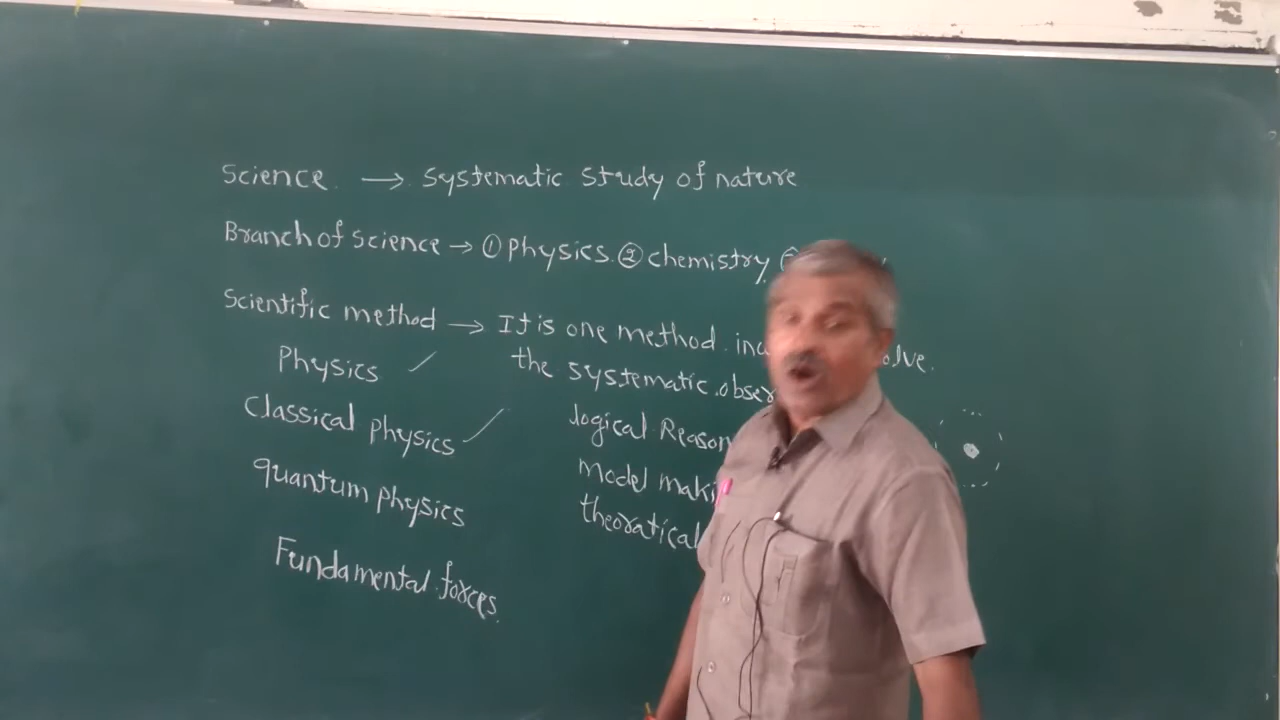 Science → Systematic study of nature
Branch of science → ① Physics ② chemistry
Scientific method → It is one method
Physics the systematic
Classical physics logical
quantum physics Model
Fundamental forces theoratical